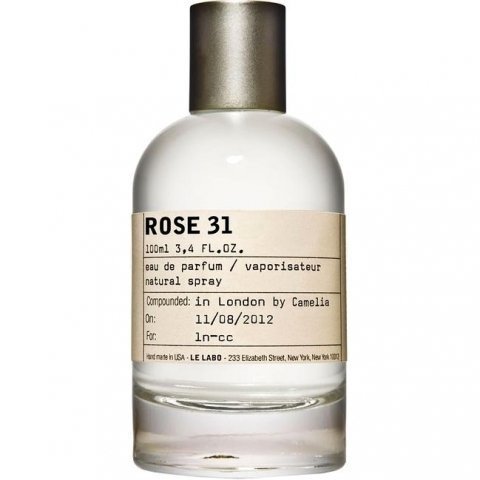 ROSE 31
100ml 3,4 FL.OZ.
eau de parfum / vaporisateur
natural spray
Compounded: in London by Camelia
On: 11/08/2012
For: ln-cc
Hand made in USA - LE LABO - 233 Elizabeth Street, New York, New York 10012